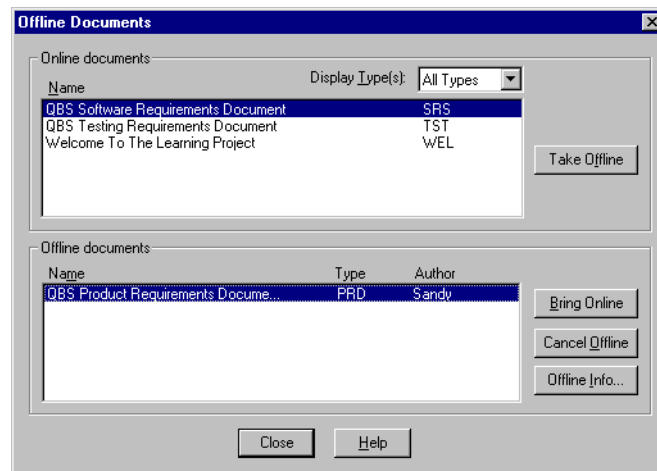 Offline Documents
Online documents
Name Display Type(s): All Types
QBS Software Requirements Document SRS
QBS Testing Requirements Document TST
Welcome To The Learning Project WEL
Take Offline
Offline documents
Name Type Author
QBS Product Requirements Docume... PRD Sandy
Bring Online
Cancel Offline
Offline Info...
Close Help